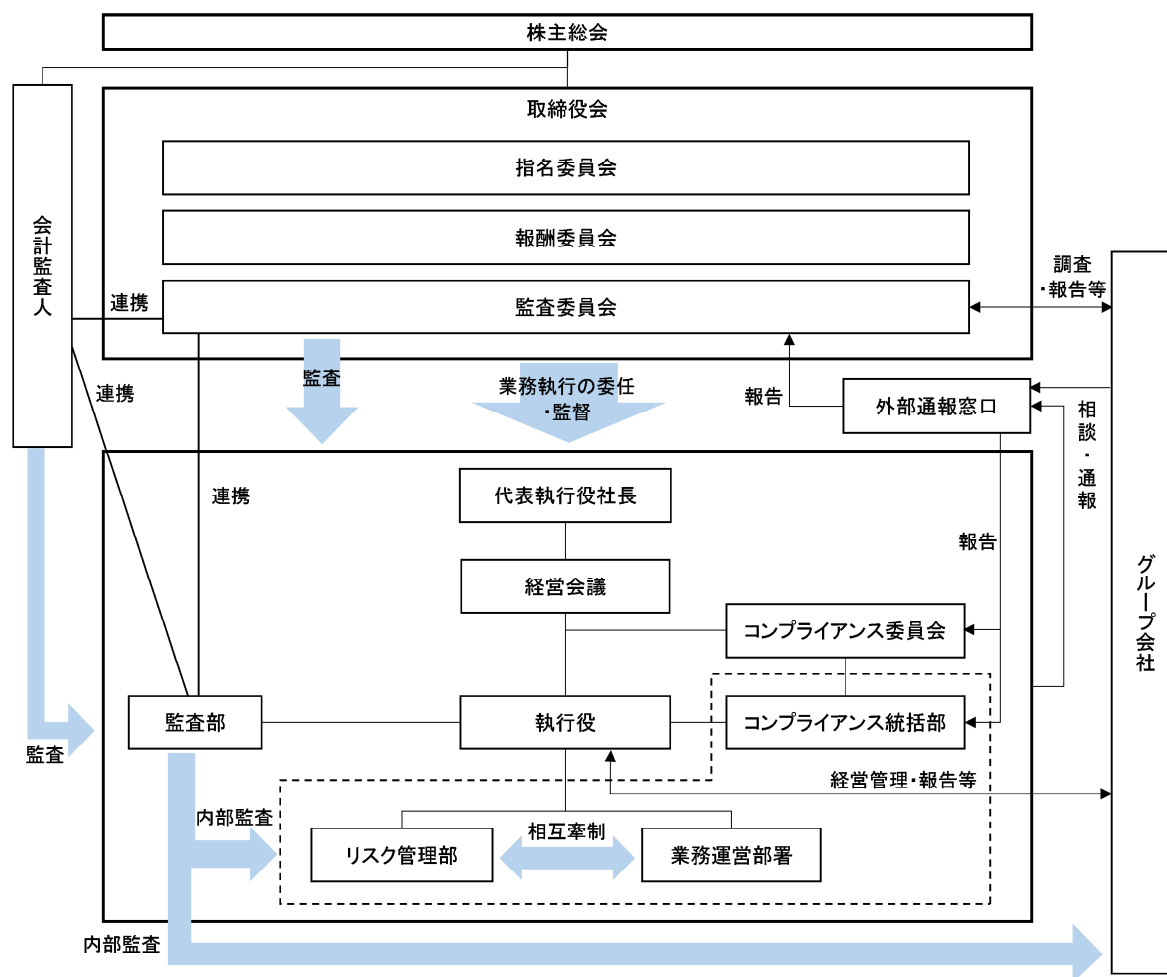 株主総会
取締役会
指名委員会
報酬委員会
監査委員会
会計監査人
連携
連携
連携
監査
業務執行の委任
・監督
報告
外部通報窓口
調査
・報告等
相談・通報
グループ会社
代表執行役社長
経営会議
報告
コンプライアンス委員会
監査部
執行役
コンプライアンス統括部
監査
経営管理・報告等
内部監査
相互牽制
リスク管理部
業務運営部署
内部監査